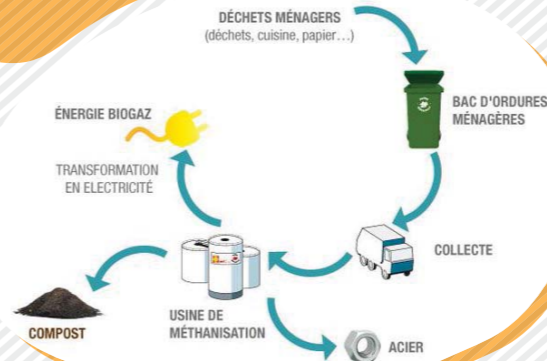 DÉCHETS MÉNAGERS
(déchets, cuisine, papier…)
BAC D'ORDURES
MÉNAGÈRES
ÉNERGIE BIOGAZ
TRANSFORMATION
EN ELECTRICITÉ
COLLECTE
USINE DE
MÉTHANISATION
COMPOST
ACIER